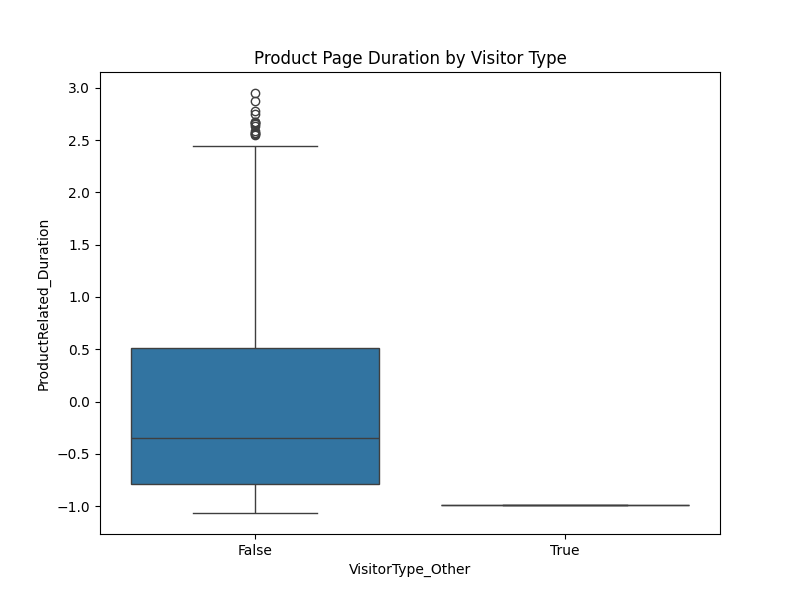 Product Page Duration by Visitor Type
3.0
2.5
2.0
1.5
1.0
0.5
0.0
−0.5
−1.0
ProductRelated_Duration
False
True
VisitorType_Other